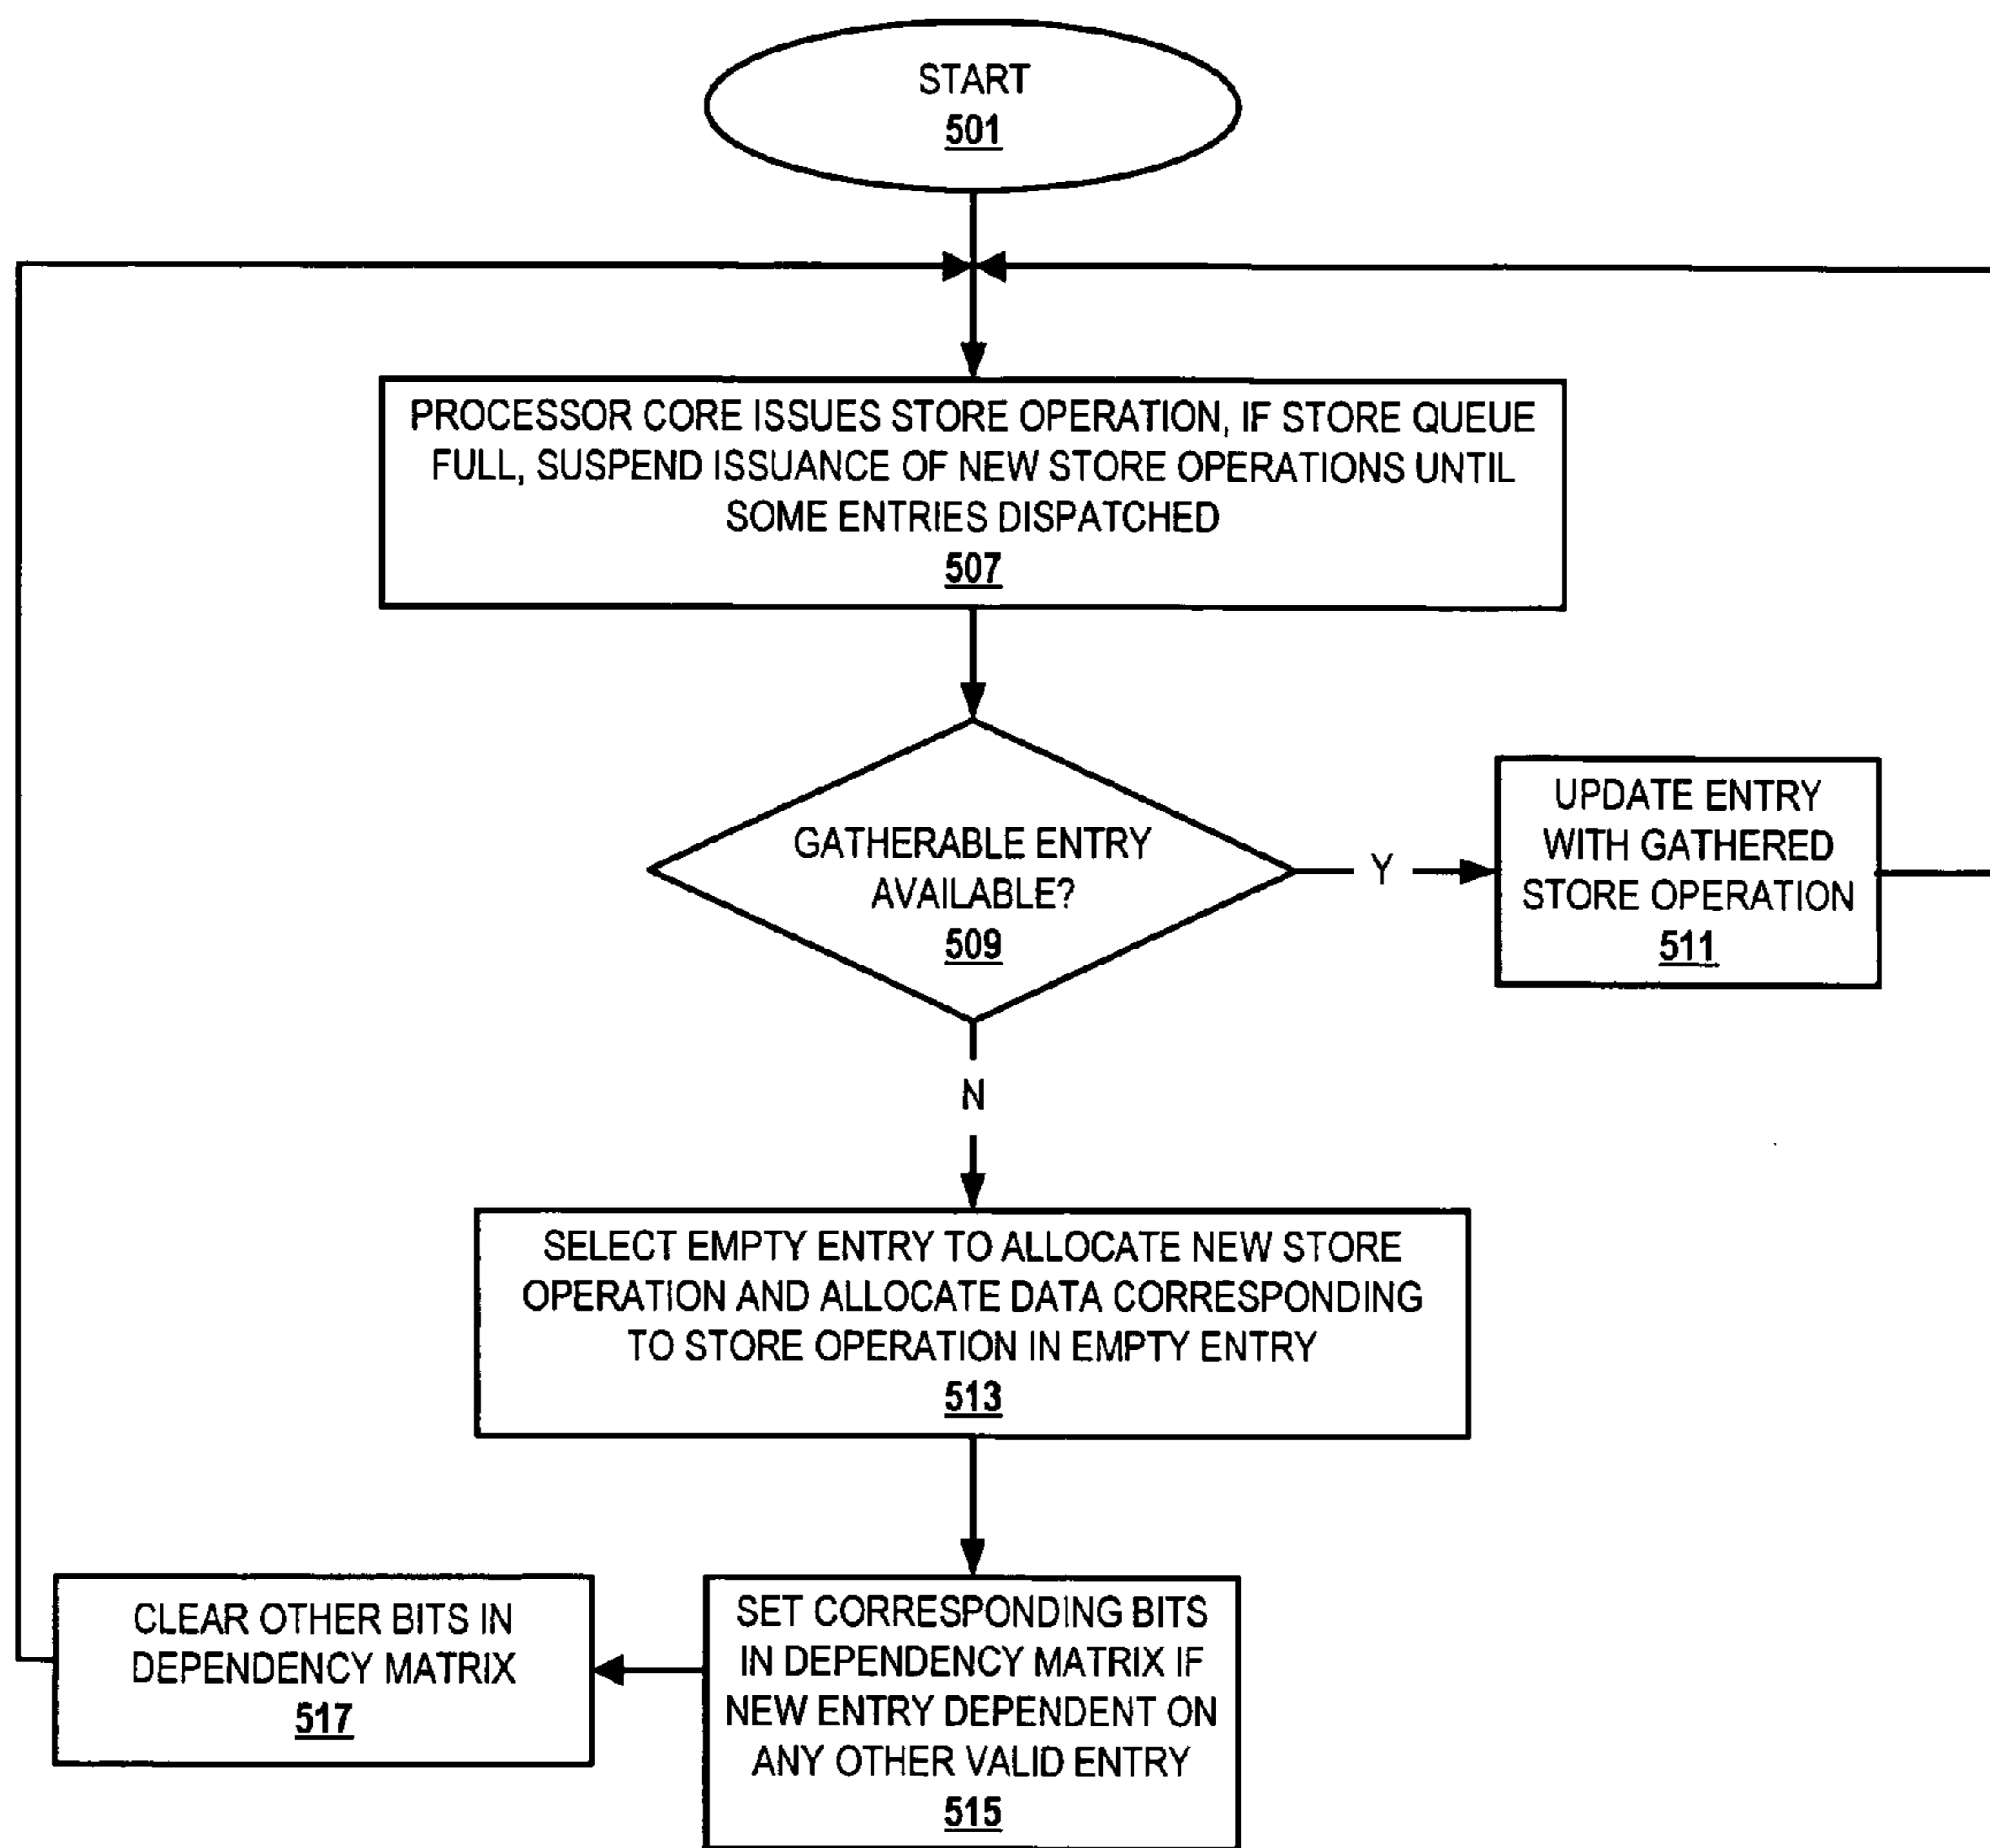 START
501
PROCESSOR CORE ISSUES STORE OPERATION, IF STORE QUEUE
FULL, SUSPEND ISSUANCE OF NEW STORE OPERATIONS UNTIL
SOME ENTRIES DISPATCHED
507
GATHERABLE ENTRY
AVAILABLE?
509
Y
UPDATE ENTRY
WITH GATHERED
STORE OPERATION
511
N
SELECT EMPTY ENTRY TO ALLOCATE NEW STORE
OPERATION AND ALLOCATE DATA CORRESPONDING
TO STORE OPERATION IN EMPTY ENTRY
513
SET CORRESPONDING BITS
IN DEPENDENCY MATRIX IF
NEW ENTRY DEPENDENT ON
ANY OTHER VALID ENTRY
515
CLEAR OTHER BITS IN
DEPENDENCY MATRIX
517